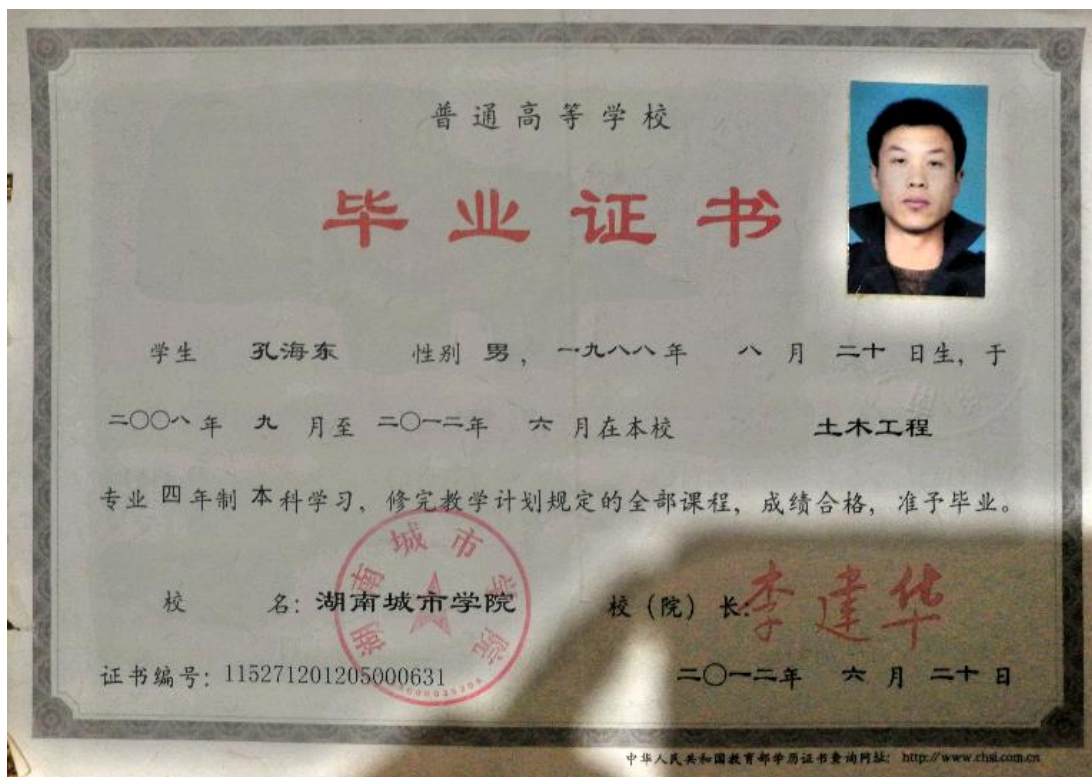 普通高等学校
毕业证书
学生 孔海东 性别 男，一九八八年 八 月 二十 日生，于
二〇〇八年 九 月至 二〇一二年 六 月在本校 土木工程
专业 四 年制 本 科学习，修完教学计划规定的全部课程，成绩合格，准予毕业。
湖南城市学院
校 名：湖南城市学院 校（院）长：李建华
证书编号：115271201205000631 二〇一二年 六 月 二十 日
中华人民共和国教育部学历证书查询网址：http://www.chsi.com.cn